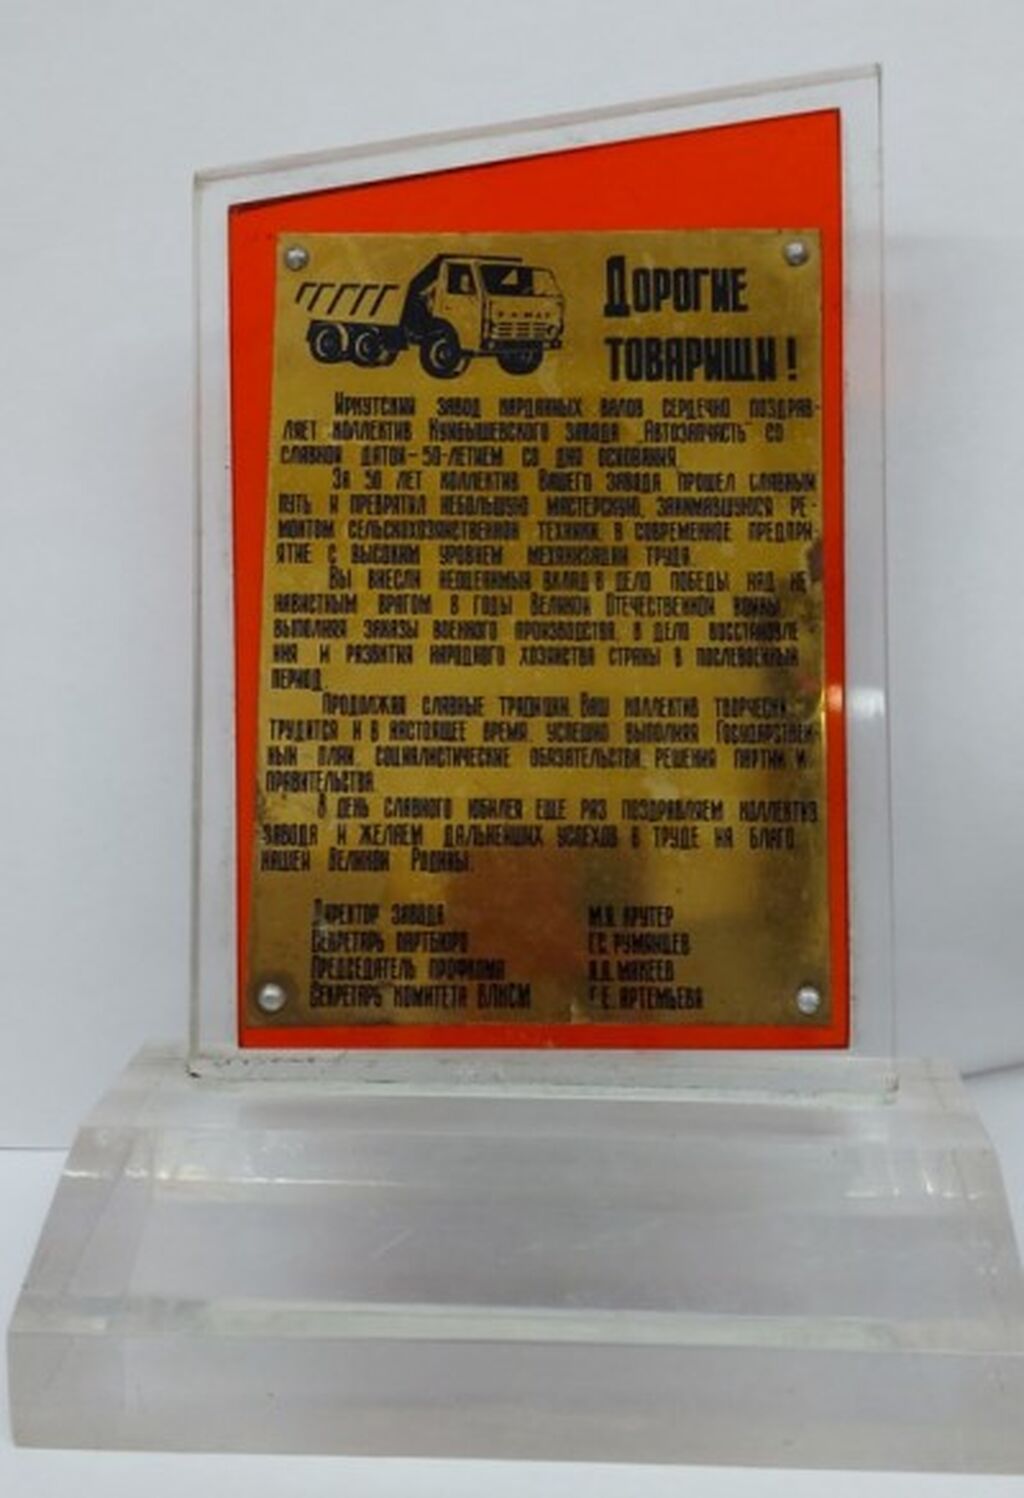 КАМАЗ
Дорогие
товарищи!
Иркутский завод карданных валов сердечно поздрав-
ляет коллектив Куйбышевского завода „Автозапчасть" со
славной датой - 50-летием со дня основания.
За 50 лет коллектив Вашего завода прошел славный
путь и превратил небольшую мастерскую, занимавшуюся ре-
монтом сельскохозяйственной техники, в современное предпри-
ятие с высоким уровнем механизации труда.
Вы внесли неоценимый вклад в дело победы над не-
навистным врагом в годы Великой Отечественной войны,
выполняя заказы военного производства, в дело восстановле-
ния и развития народного хозяйства страны в послевоенный
период.
Продолжая славные традиции, Ваш коллектив творчески
трудится и в настоящее время, успешно выполняя Государствен-
ный план, социалистические обязательства, решения партии и
правительства.
В день славного юбилея еще раз поздравляем коллектив
завода и желаем дальнейших успехов в труде на благо
нашей Великой Родины.
Директор завода
Секретарь партбюро Г.С. Румянцев
Председатель профкома Макеев
Секретарь комитета ВЛКСМ Г.Е. Артемьева